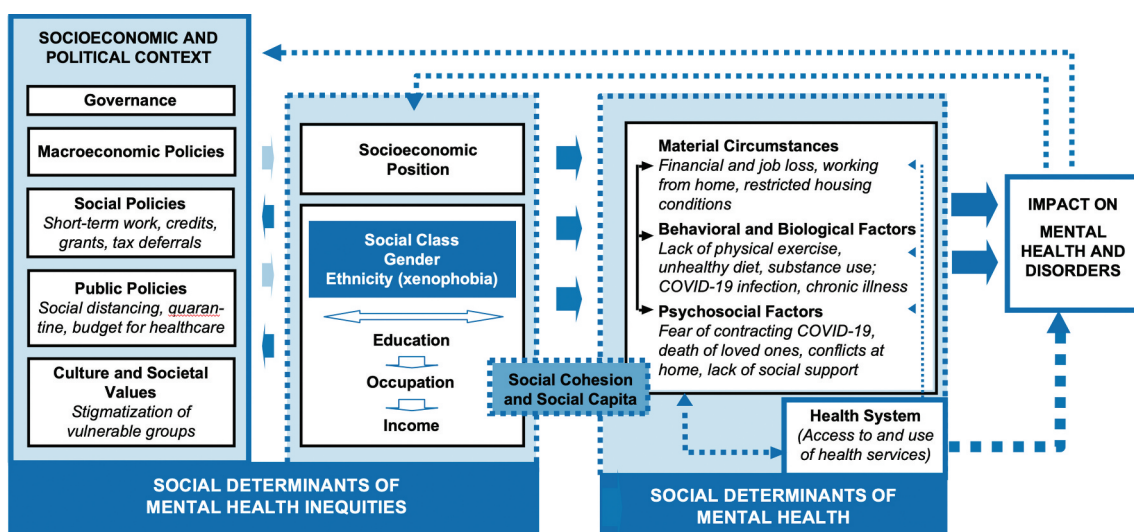 SOCIOECONOMIC AND
POLITICAL CONTEXT
Governance
Macroeconomic Policies
Social Policies
Short-term work, credits,
grants, tax deferrals
Public Policies
Social distancing, quaran-
tine, budget for healthcare
Culture and Societal
Values
Stigmatization of
vulnerable groups
Socioeconomic
Position
Social Class
Gender
Ethnicity (xenophobia)
Education
Occupation
Income
SOCIAL DETERMINANTS OF
MENTAL HEALTH INEQUITIES
Social Cohesion
and Social Capita
Material Circumstances
Financial and job loss, working
from home, restricted housing
conditions
Behavioral and Biological Factors
Lack of physical exercise,
unhealthy diet, substance use;
COVID-19 infection, chronic illness
Psychosocial Factors
Fear of contracting COVID-19,
death of loved ones, conflicts at
home, lack of social support
Health System
(Access to and use
of health services)
SOCIAL DETERMINANTS OF
MENTAL HEALTH
IMPACT ON
MENTAL
HEALTH AND
DISORDERS